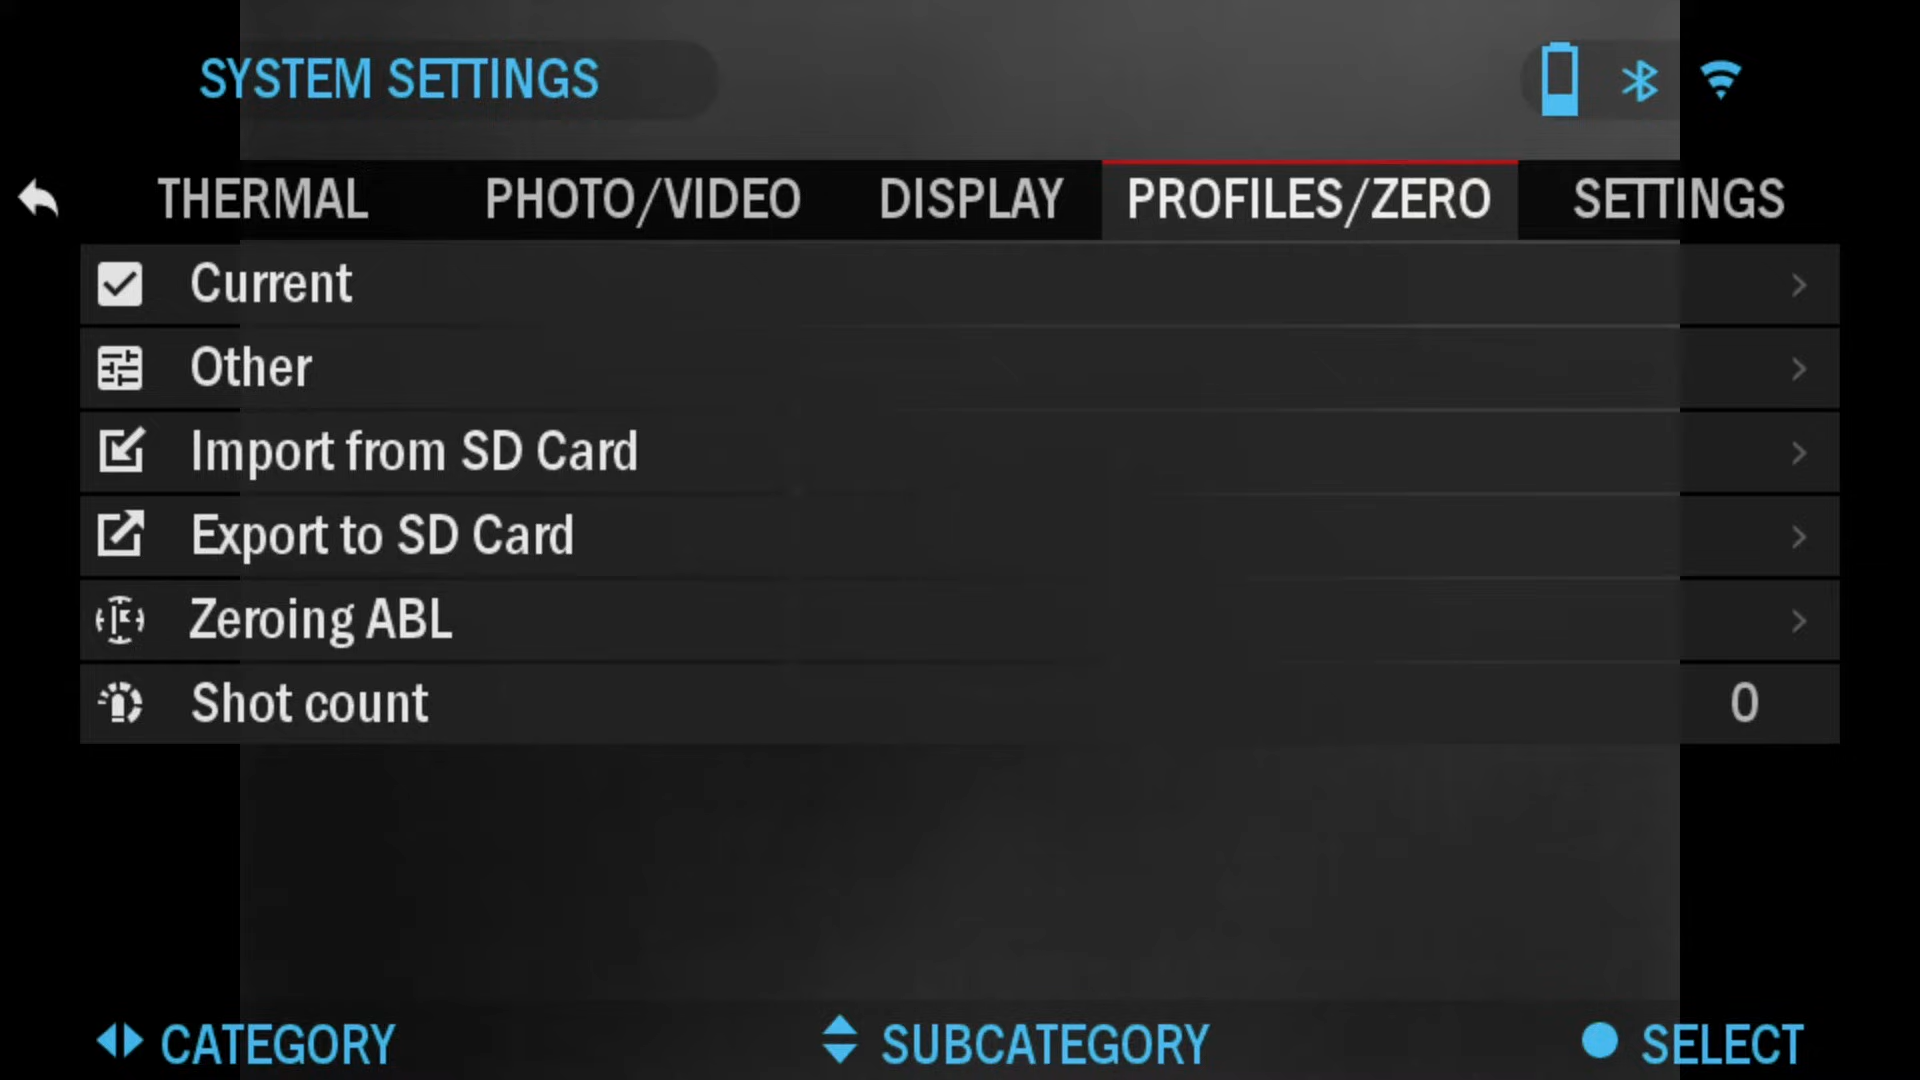 SYSTEM SETTINGS
THERMAL PHOTO/VIDEO DISPLAY PROFILES/ZERO SETTINGS
Current
Other
Import from SD Card
Export to SD Card
Zeroing ABL
Shot count 0
CATEGORY SUBCATEGORY SELECT